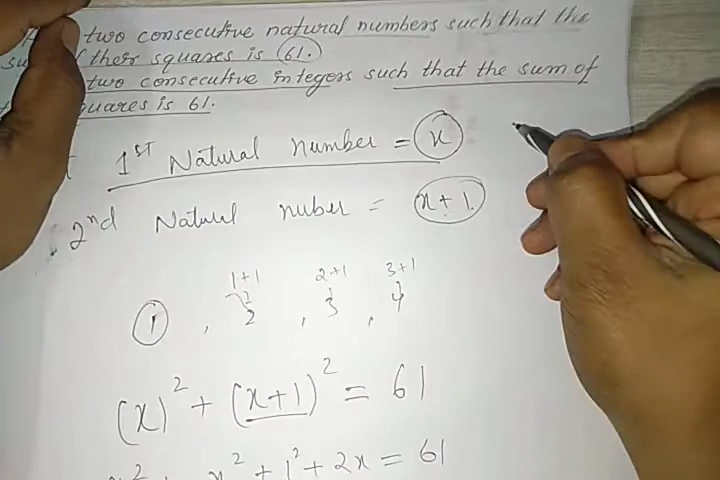 two consecutive natural numbers such that the
their squares is (61.)
two consecutive integers such that the sum of
quares is 61.
1ST Natural number = x
2nd Natural nuber = x+1
1+1 2+1 3+1
1, 2, 3, 4
(x)² + (x+1)² = 61
x² + 1² + 2x = 61